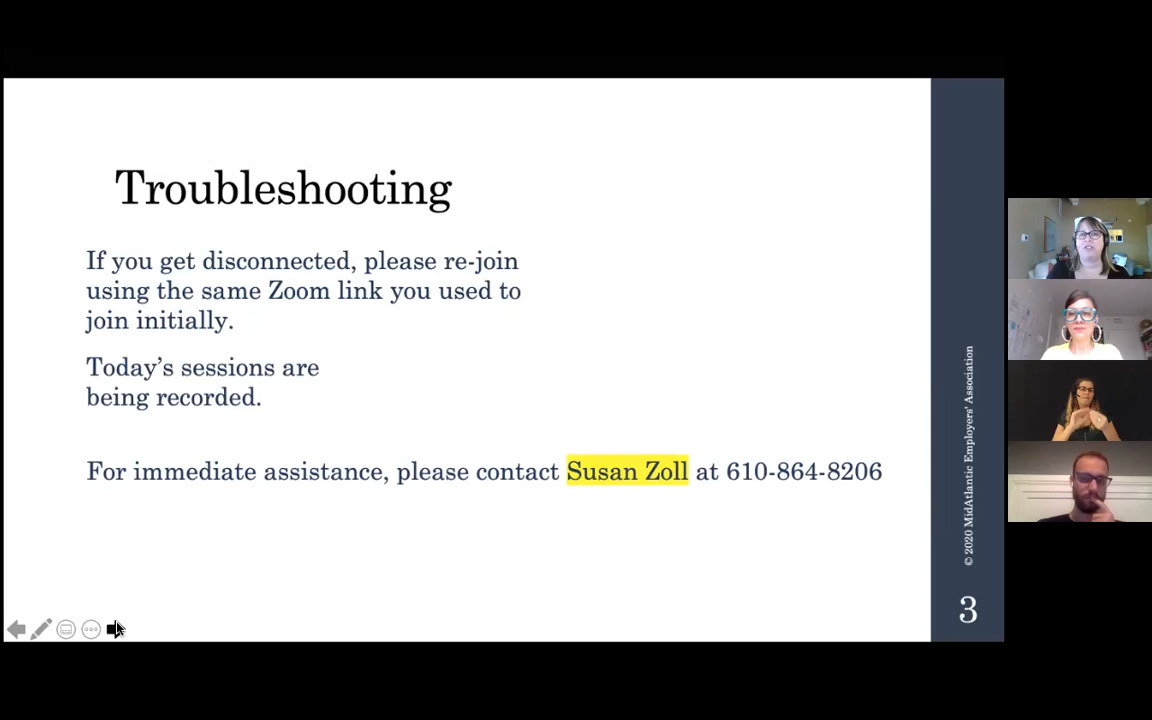 Troubleshooting
If you get disconnected, please re-join
using the same Zoom link you used to
join initially.
Today’s sessions are
being recorded.
For immediate assistance, please contact Susan Zoll at 610-864-8206
© 2020 MidAtlantic Employers’ Association
3